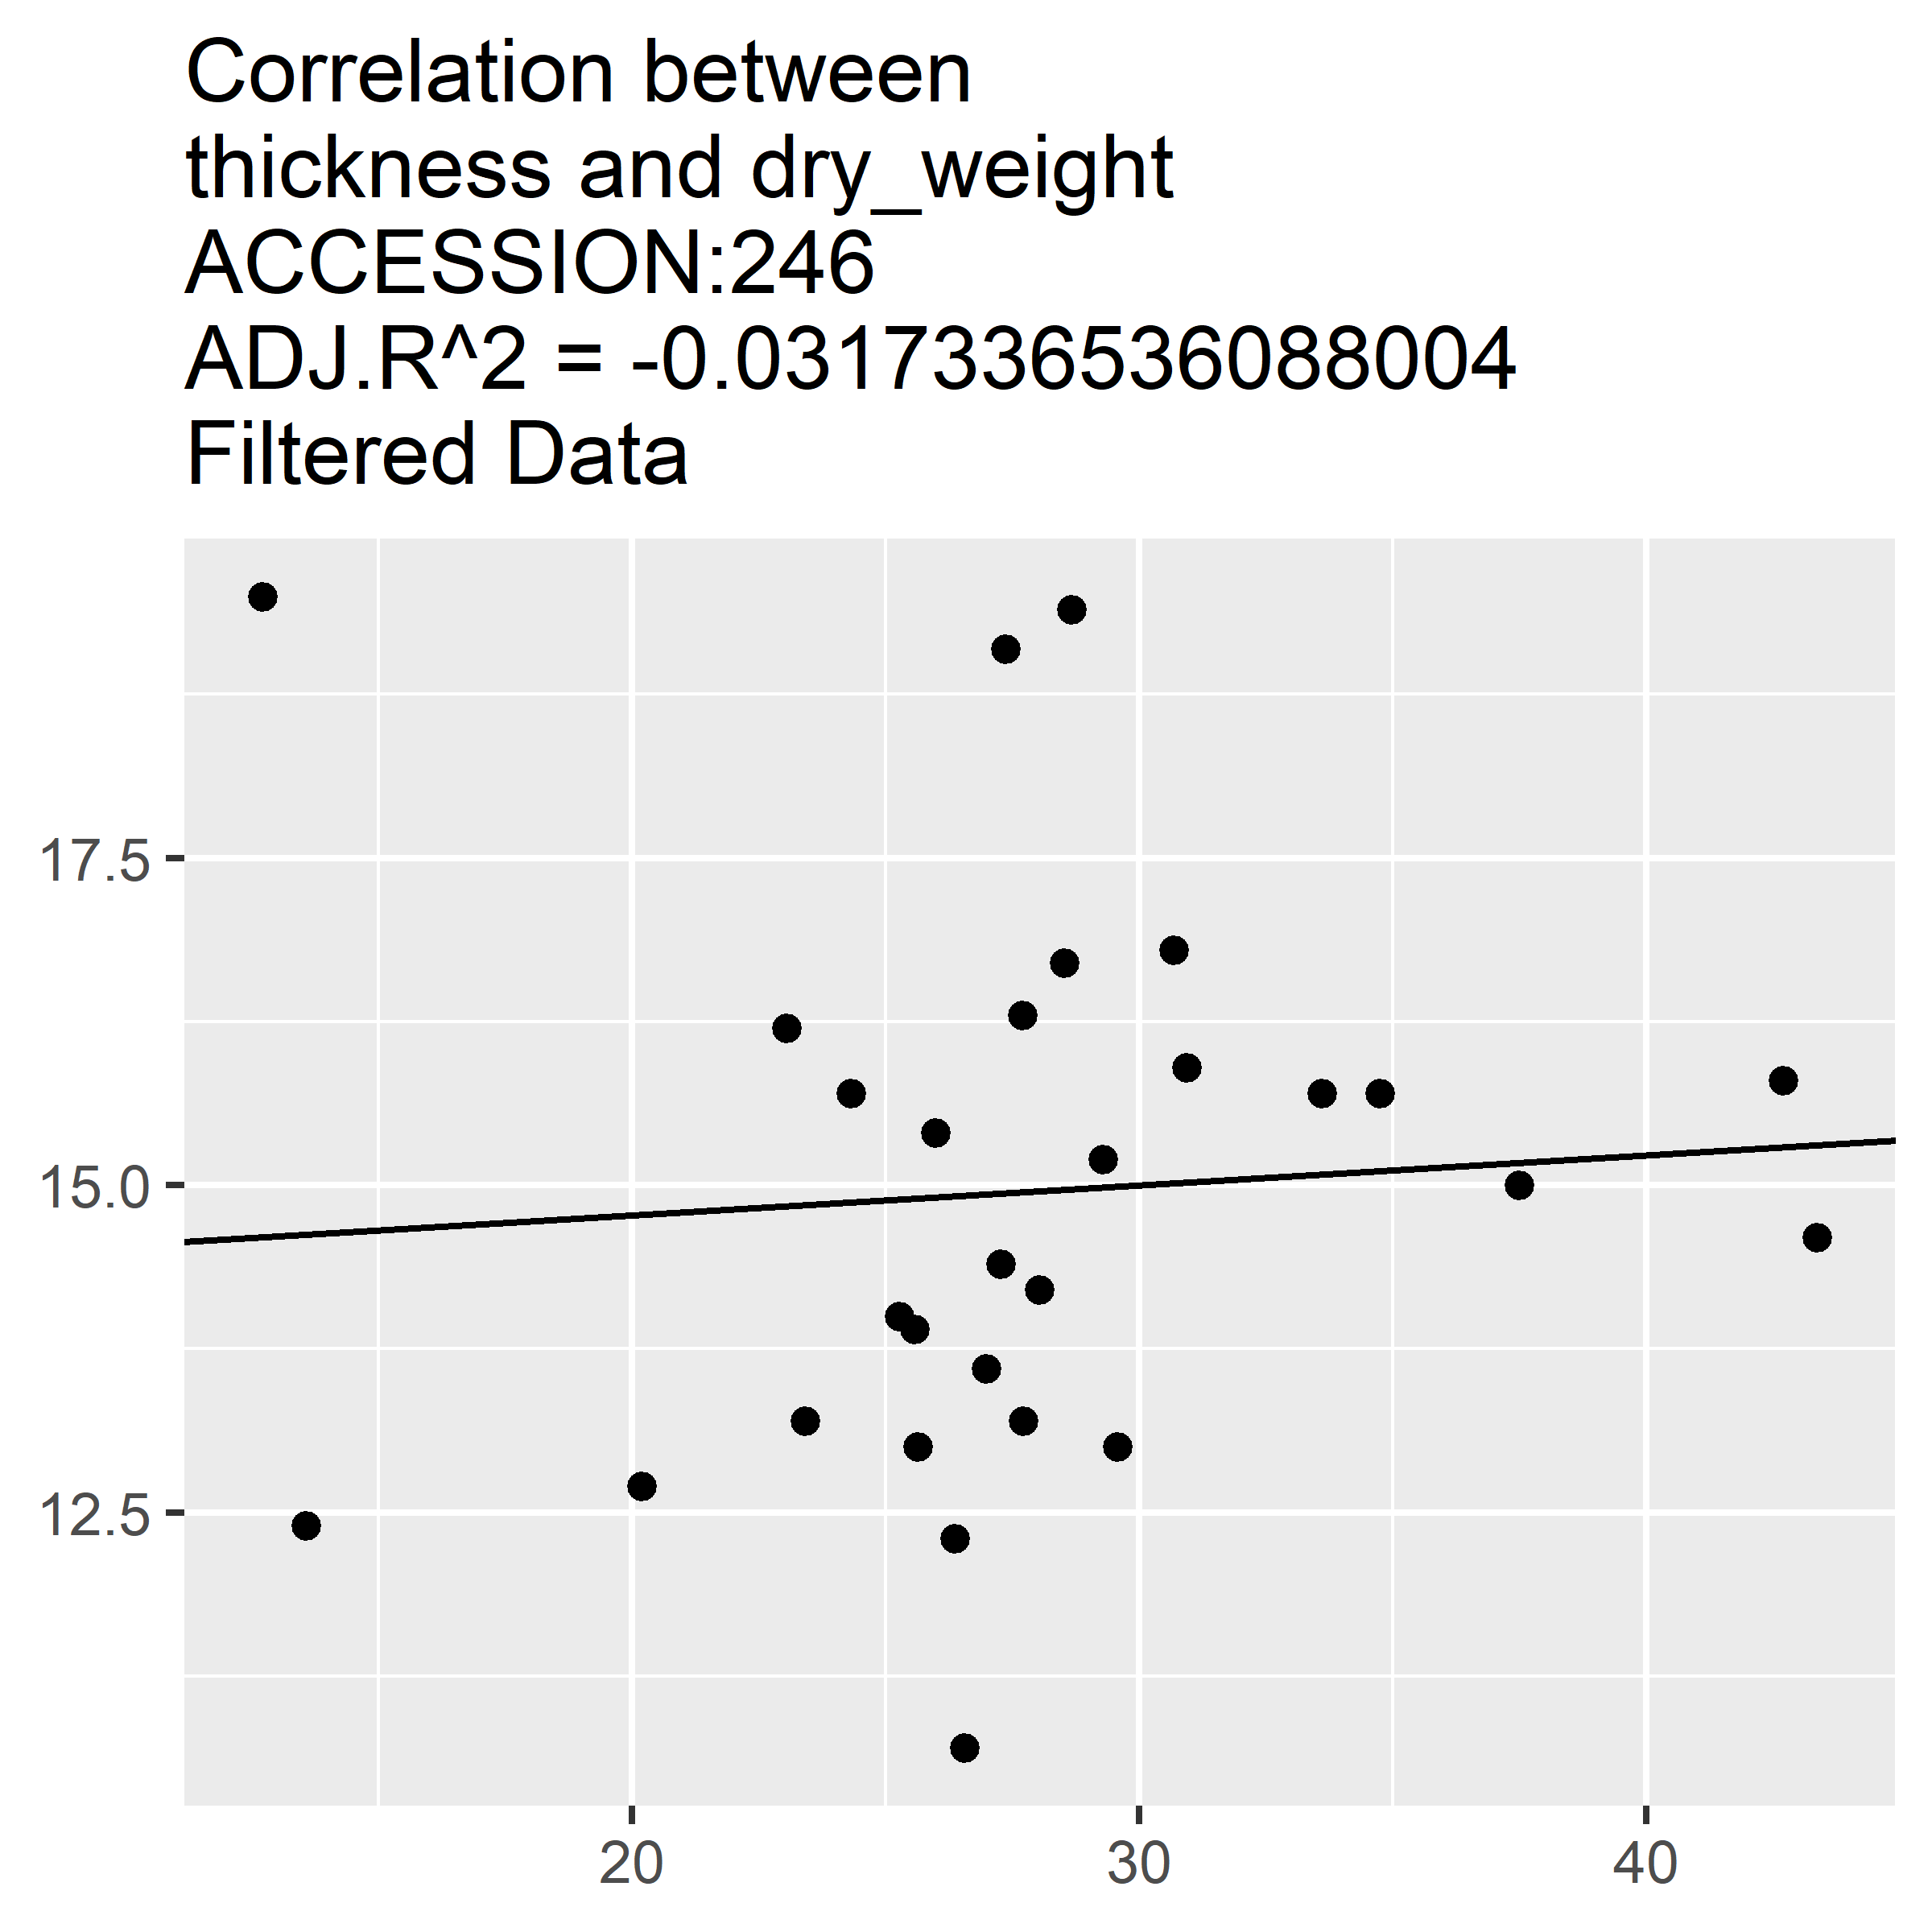 Correlation between
thickness and dry_weight
ACCESSION:246
ADJ.R^2 = -0.0317336536088004
Filtered Data
17.5
15.0
12.5
20 30 40